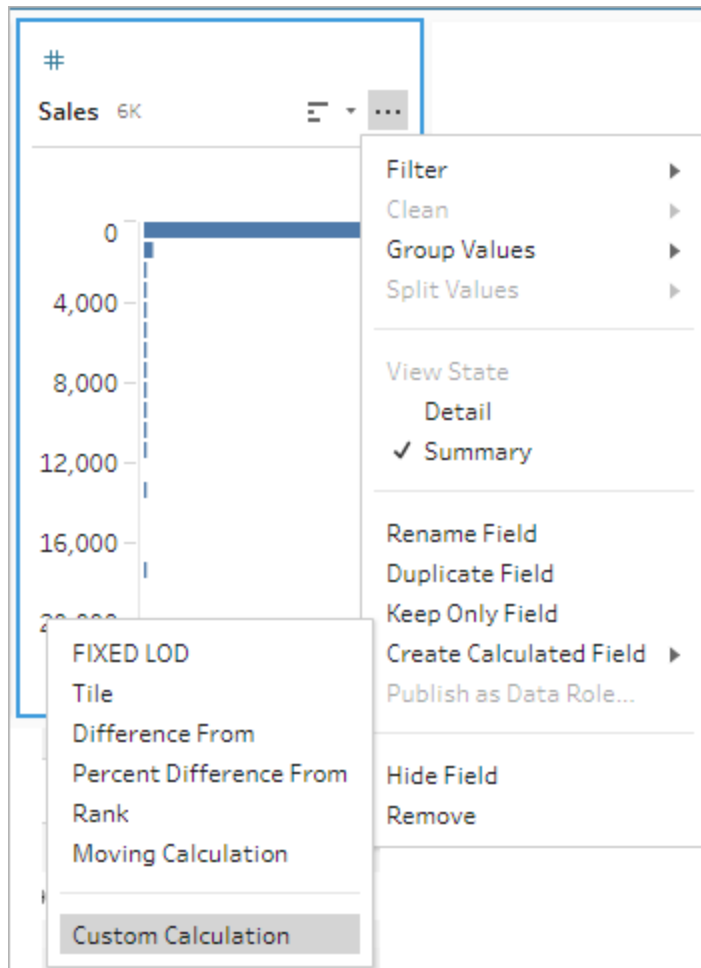 #
Sales 6K
0
4,000
8,000
12,000
16,000
Filter
Clean
Group Values
Split Values
View State
Detail
✓ Summary
Rename Field
Duplicate Field
Keep Only Field
Create Calculated Field
Publish as Data Role...
Hide Field
Remove
FIXED LOD
Tile
Difference From
Percent Difference From
Rank
Moving Calculation
Custom Calculation